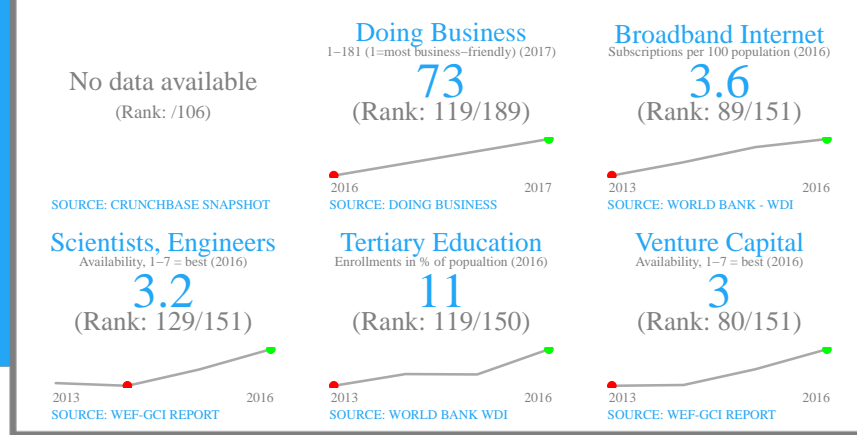 No data available
(Rank: /106)
SOURCE: CRUNCHBASE SNAPSHOT
Doing Business
1−181 (1=most business−friendly) (2017)
73
(Rank: 119/189)
2016 2017
SOURCE: DOING BUSINESS
Broadband Internet
Subscriptions per 100 population (2016)
3.6
(Rank: 89/151)
2013 2016
SOURCE: WORLD BANK - WDI
Scientists, Engineers
Availability, 1−7 = best (2016)
3.2
(Rank: 129/151)
2013 2016
SOURCE: WEF-GCI REPORT
Tertiary Education
Enrollments in % of popualtion (2016)
11
(Rank: 119/150)
2013 2016
SOURCE: WORLD BANK WDI
Venture Capital
Availability, 1−7 = best (2016)
3
(Rank: 80/151)
2013 2016
SOURCE: WEF-GCI REPORT